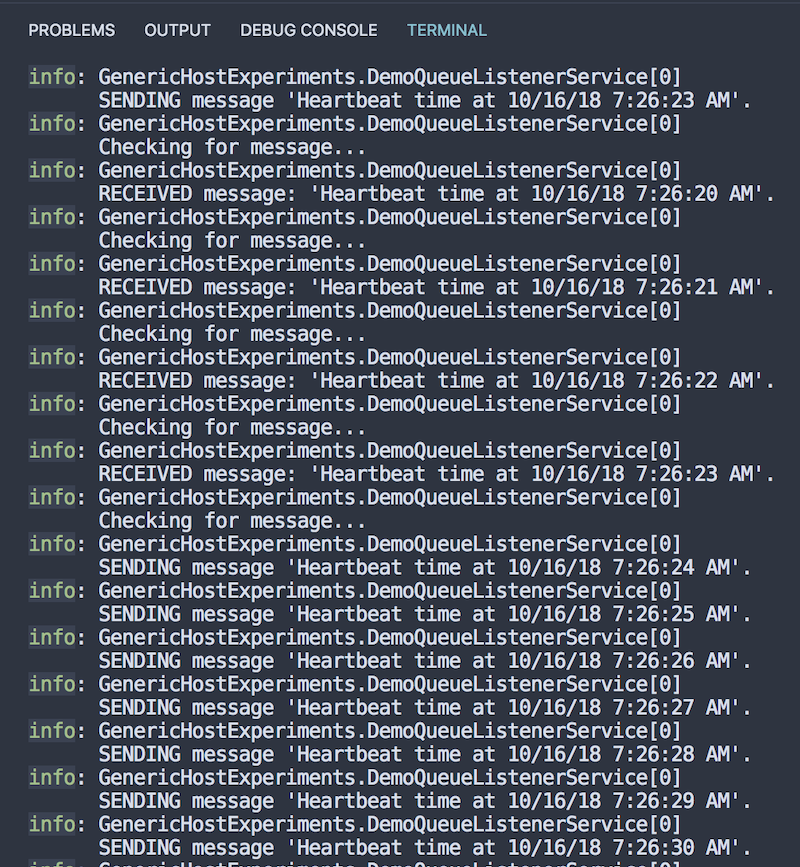 PROBLEMS OUTPUT DEBUG CONSOLE TERMINAL
info: GenericHostExperiments.DemoQueueListenerService[0]
SENDING message 'Heartbeat time at 10/16/18 7:26:23 AM'.
info: GenericHostExperiments.DemoQueueListenerService[0]
Checking for message...
info: GenericHostExperiments.DemoQueueListenerService[0]
RECEIVED message: 'Heartbeat time at 10/16/18 7:26:20 AM'.
info: GenericHostExperiments.DemoQueueListenerService[0]
Checking for message...
info: GenericHostExperiments.DemoQueueListenerService[0]
RECEIVED message: 'Heartbeat time at 10/16/18 7:26:21 AM'.
info: GenericHostExperiments.DemoQueueListenerService[0]
Checking for message...
info: GenericHostExperiments.DemoQueueListenerService[0]
RECEIVED message: 'Heartbeat time at 10/16/18 7:26:22 AM'.
info: GenericHostExperiments.DemoQueueListenerService[0]
Checking for message...
info: GenericHostExperiments.DemoQueueListenerService[0]
RECEIVED message: 'Heartbeat time at 10/16/18 7:26:23 AM'.
info: GenericHostExperiments.DemoQueueListenerService[0]
Checking for message...
info: GenericHostExperiments.DemoQueueListenerService[0]
SENDING message 'Heartbeat time at 10/16/18 7:26:24 AM'.
info: GenericHostExperiments.DemoQueueListenerService[0]
SENDING message 'Heartbeat time at 10/16/18 7:26:25 AM'.
info: GenericHostExperiments.DemoQueueListenerService[0]
SENDING message 'Heartbeat time at 10/16/18 7:26:26 AM'.
info: GenericHostExperiments.DemoQueueListenerService[0]
SENDING message 'Heartbeat time at 10/16/18 7:26:27 AM'.
info: GenericHostExperiments.DemoQueueListenerService[0]
SENDING message 'Heartbeat time at 10/16/18 7:26:28 AM'.
info: GenericHostExperiments.DemoQueueListenerService[0]
SENDING message 'Heartbeat time at 10/16/18 7:26:29 AM'.
info: GenericHostExperiments.DemoQueueListenerService[0]
SENDING message 'Heartbeat time at 10/16/18 7:26:30 AM'.